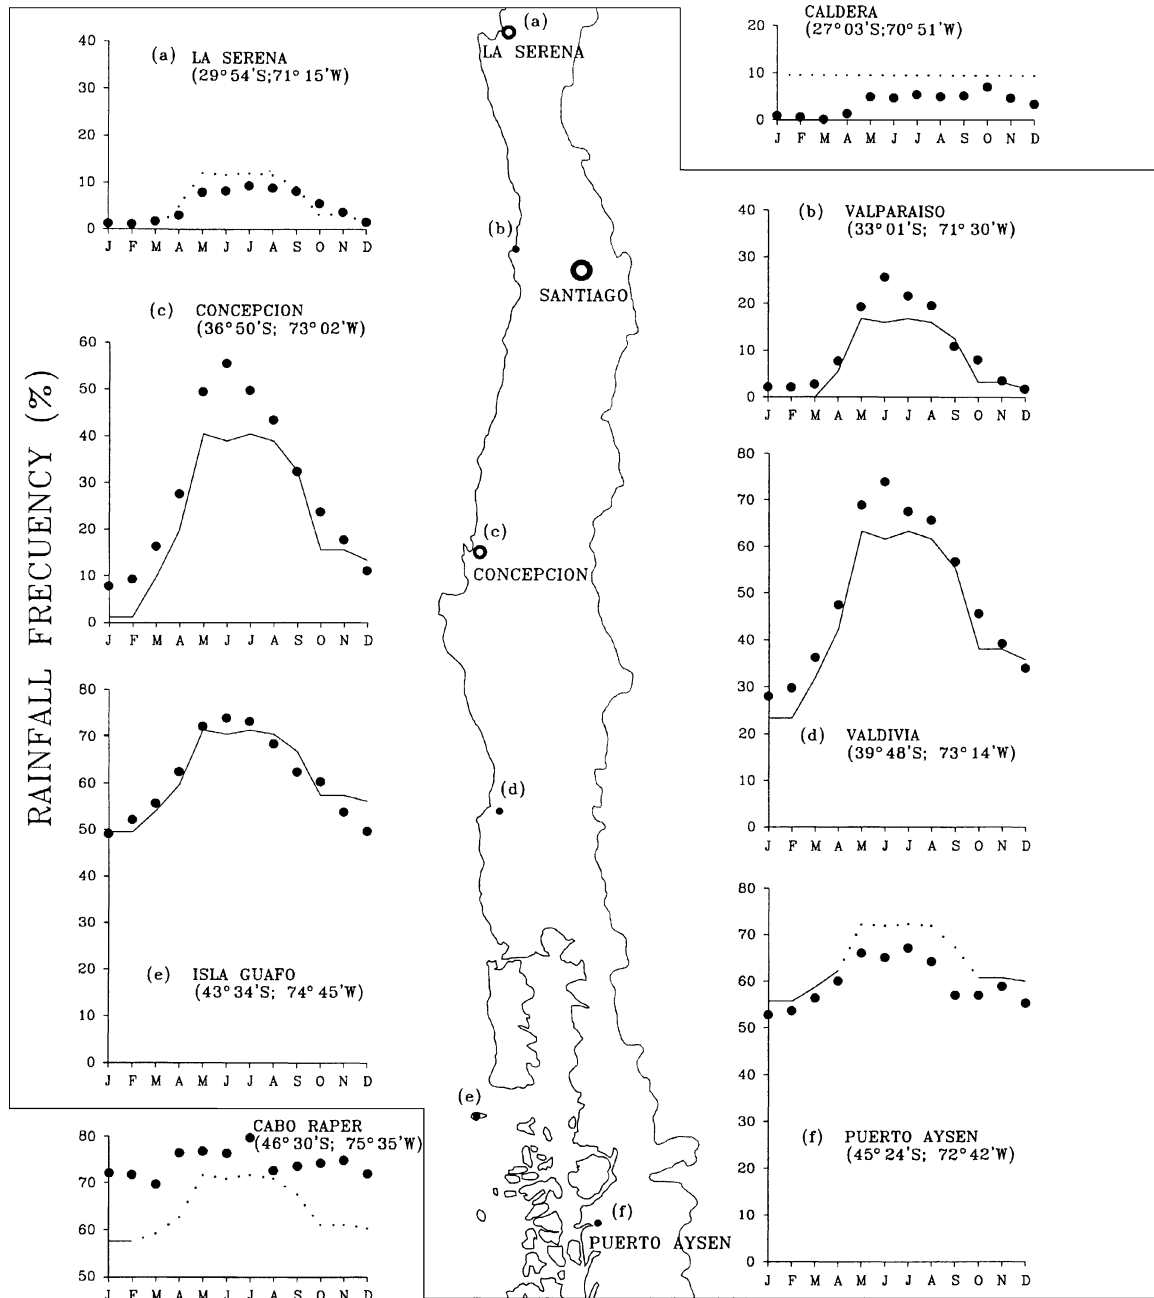 RAINFALL FRECUENCY (%)
(a) LA SERENA
(29°54'S;71°15'W)
40
30
20
10
0
J F M A M J J A S O N D
(c) CONCEPCION
(36°50'S; 73°02'W)
60
50
40
30
20
10
0
J F M A M J J A S O N D
80
70
60
50
40
30
20
10
0
(e) ISLA GUAFO
(43°34'S; 74°45'W)
J F M A M J J A S O N D
CABO RAPER
(46°30'S; 75°35'W)
80
70
60
50
J F M A M J J A S O N D
(a)
LA SERENA
(b)
SANTIAGO
(c)
CONCEPCION
(d)
(e)
(f)
PUERTO AYSEN
CALDERA
(27°03'S;70°51'W)
20
10
0
J F M A M J J A S O N D
(b) VALPARAISO
(33°01'S; 71°30'W)
40
30
20
10
0
J F M A M J J A S O N D
80
70
60
50
40
30
20
10
0
(d) VALDIVIA
(39°48'S; 73°14'W)
J F M A M J J A S O N D
80
70
60
50
40
30
20
10
0
(f) PUERTO AYSEN
(45°24'S; 72°42'W)
J F M A M J J A S O N D